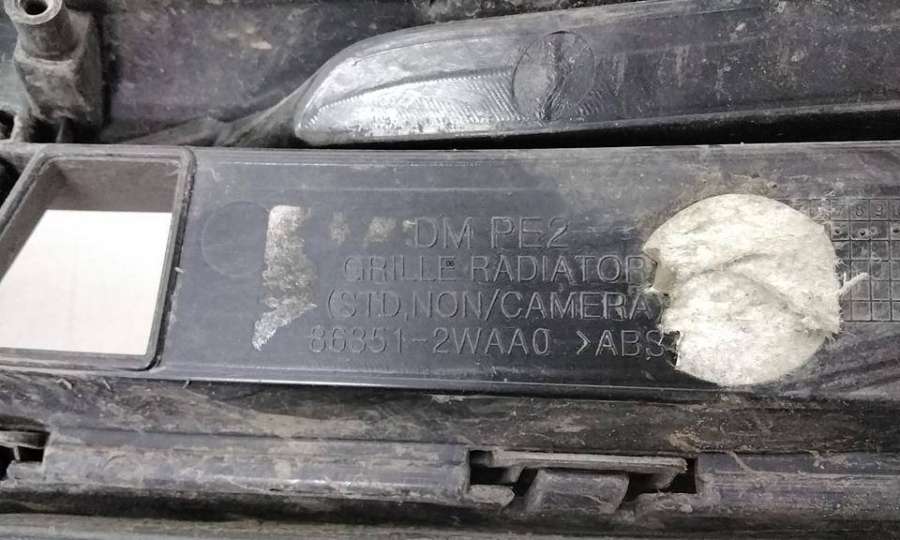 DM PE2
GRILLE RADIATOR
(STD,NON/CAMERA)
86351-2WAA0 >ABS